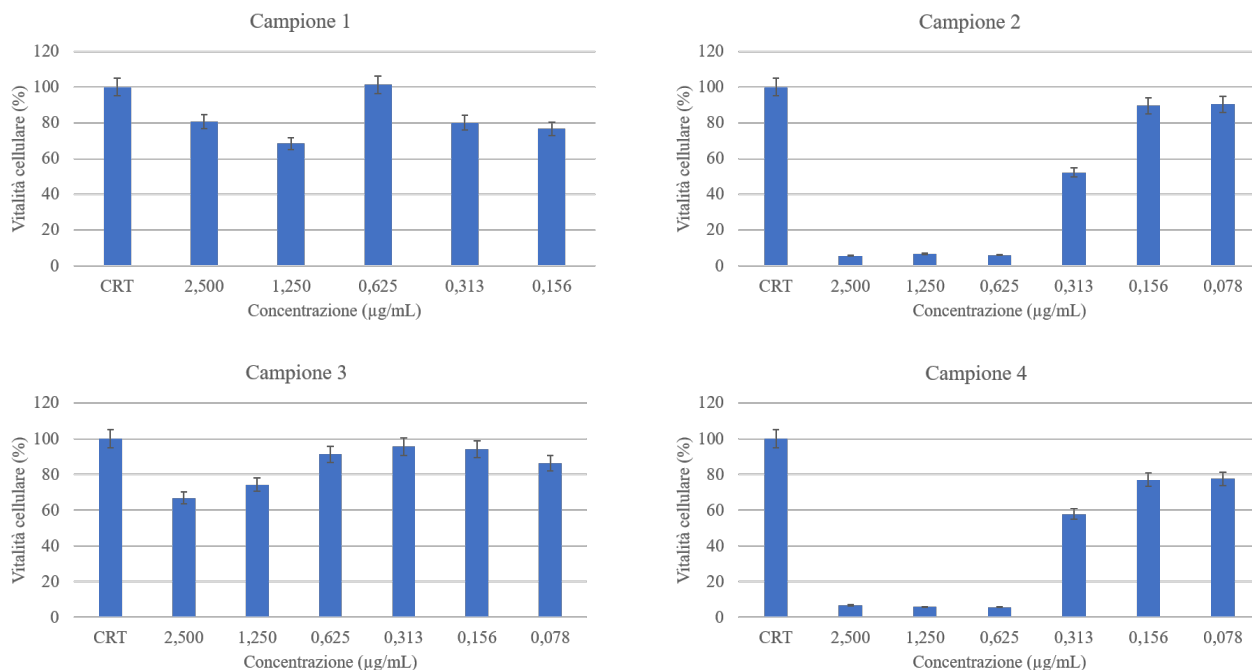 Campione 1
Vitalità cellulare (%)
120
100
80
60
40
20
0
CRT 2,500 1,250 0,625 0,313 0,156
Concentrazione (µg/mL)
Campione 2
Vitalità cellulare (%)
120
100
80
60
40
20
0
CRT 2,500 1,250 0,625 0,313 0,156 0,078
Concentrazione (µg/mL)
Campione 3
Vitalità cellulare (%)
120
100
80
60
40
20
0
CRT 2,500 1,250 0,625 0,313 0,156 0,078
Concentrazione (µg/mL)
Campione 4
Vitalità cellulare (%)
120
100
80
60
40
20
0
CRT 2,500 1,250 0,625 0,313 0,156 0,078
Concentrazione (µg/mL)